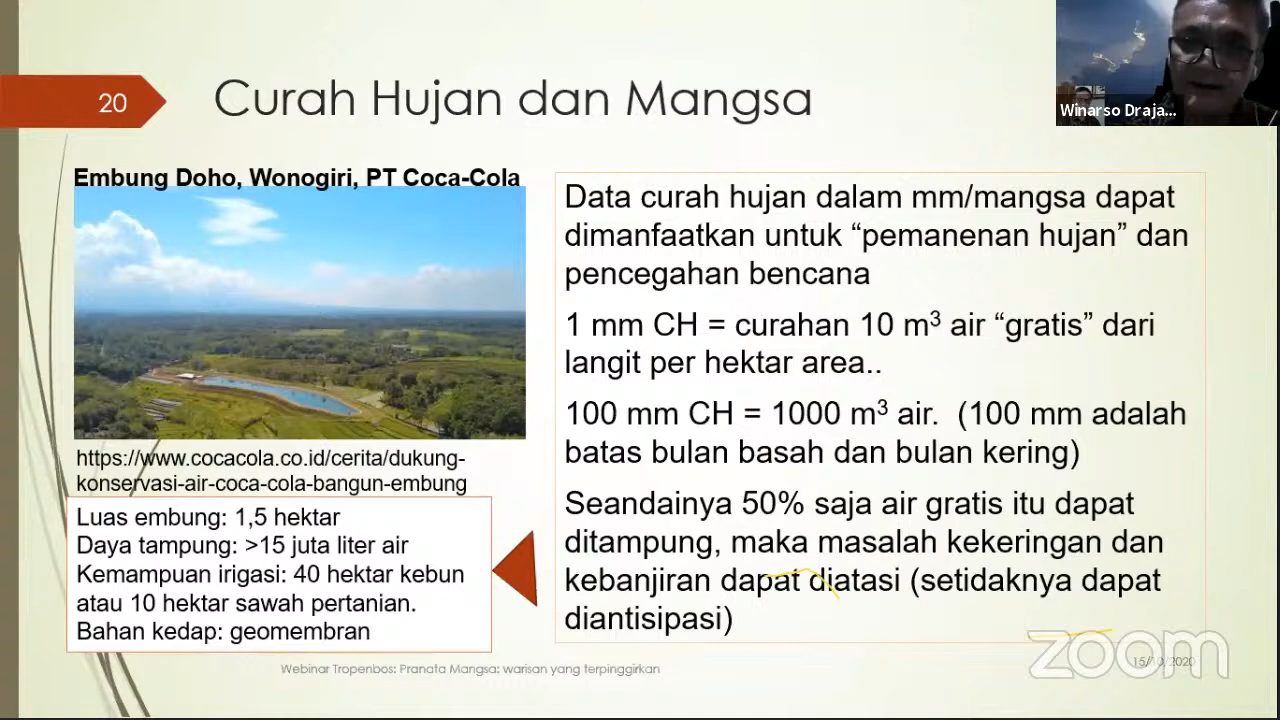 20
Curah Hujan dan Mangsa
Winarso Draja...
Embung Doho, Wonogiri, PT Coca-Cola
https://www.cocacola.co.id/cerita/dukung-
konservasi-air-coca-cola-bangun-embung
Luas embung: 1,5 hektar
Daya tampung: >15 juta liter air
Kemampuan irigasi: 40 hektar kebun
atau 10 hektar sawah pertanian.
Bahan kedap: geomembran
Data curah hujan dalam mm/mangsa dapat
dimanfaatkan untuk “pemanenan hujan” dan
pencegahan bencana
1 mm CH = curahan 10 m³ air “gratis” dari
langit per hektar area..
100 mm CH = 1000 m³ air. (100 mm adalah
batas bulan basah dan bulan kering)
Seandainya 50% saja air gratis itu dapat
ditampung, maka masalah kekeringan dan
kebanjiran dapat diatasi (setidaknya dapat
diantisipasi)
Webinar Tropenbos: Pranata Mangsa: warisan yang terpinggirkan
15/10/2020
zoom